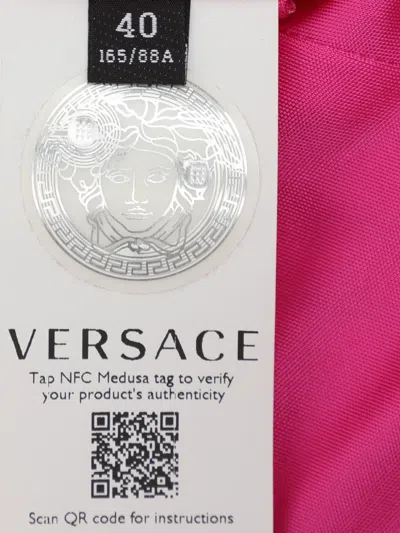 40
165/88A
VERSACE
Tap NFC Medusa tag to verify
your product's authenticity
Scan QR code for instructions